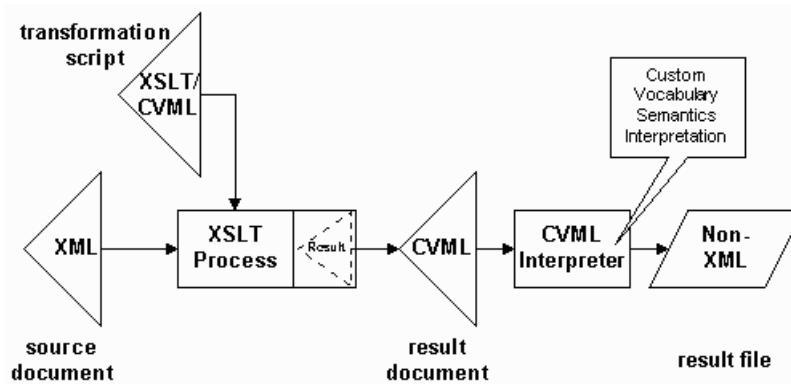 transformation
script
XSLT/
CVML
Custom
Vocabulary
Semantics
Interpretation
XML
XSLT
Process
Result
CVML
CVML
Interpreter
Non-
XML
source
document
result
document
result file